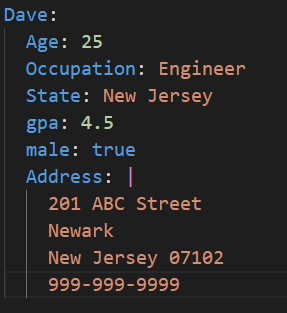 Dave:
Age: 25
Occupation: Engineer
State: New Jersey
gpa: 4.5
male: true
Address: |
201 ABC Street
Newark
New Jersey 07102
999-999-9999